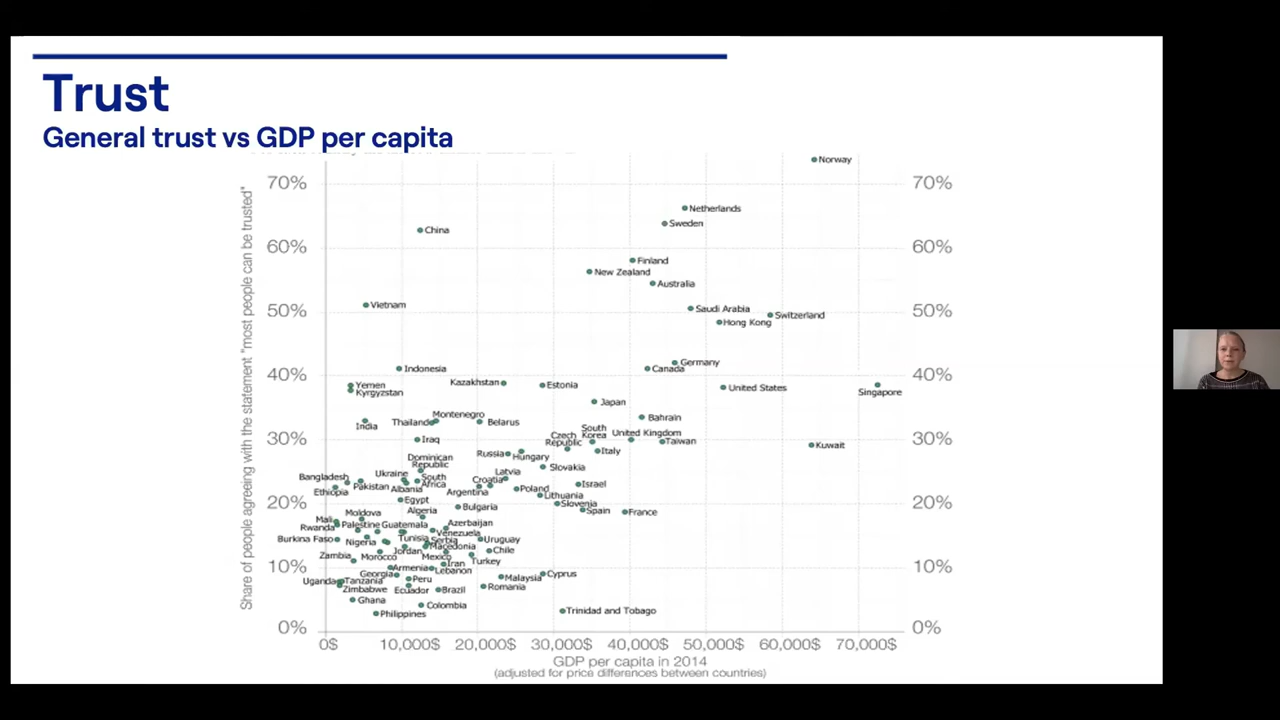 Trust
General trust vs GDP per capita
Share of people agreeing with the statement "most people can be trusted"
70%
60%
50%
40%
30%
20%
10%
0%
70%
60%
50%
40%
30%
20%
10%
0%
Norway
Netherlands
Sweden
China
Finland
New Zealand
Australia
Vietnam
Saudi Arabia
Switzerland
Hong Kong
Germany
Canada
Indonesia
Yemen
Kyrgyzstan
Kazakhstan
Estonia
United States
Singapore
Japan
Montenegro
India
Thailand
Belarus
Bahrain
Iraq
Czech
Republic
South
Korea
United Kingdom
Taiwan
Italy
Kuwait
Dominican
Republic
Russia
Hungary
Slovakia
Bangladesh
Ukraine
South
Africa
Latvia
Croatia
Israel
Ethiopia
Pakistan
Albania
Argentina
Poland
Lithuania
Egypt
Slovenia
Bulgaria
Spain
France
Moldova
Algeria
Mali
Rwanda
Palestine
Guatemala
Azerbaijan
Venezuela
Burkina Faso
Nigeria
Tunisia
Serbia
Uruguay
Macedonia
Jordan
Chile
Zambia
Morocco
Mexico
Iran
Turkey
Georgia
Armenia
Lebanon
Malaysia
Cyprus
Uganda
Tanzania
Peru
Zimbabwe
Ecuador
Brazil
Romania
Ghana
Colombia
Philippines
Trinidad and Tobago
0$
10,000$
20,000$
30,000$
40,000$
50,000$
60,000$
70,000$
GDP per capita in 2014
(adjusted for price differences between countries)